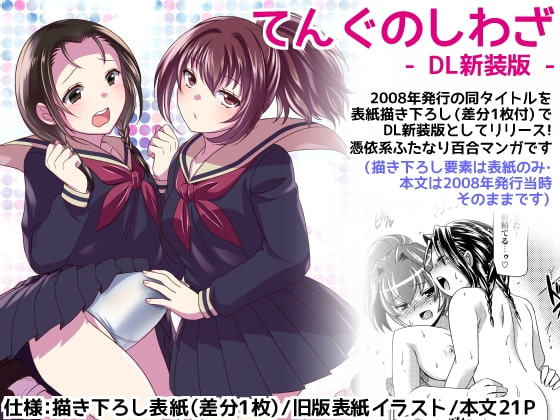 てんぐのしわざ
- DL新装版 -
2008年発行の同タイトルを
表紙描き下ろし(差分1枚付)で
DL新装版としてリリース!
憑依系ふたなり百合マンガです
(描き下ろし要素は表紙のみ・
本文は2008年発行当時
そのままです)
仕様:描き下ろし表紙(差分1枚)/旧版表紙イラスト/本文21P